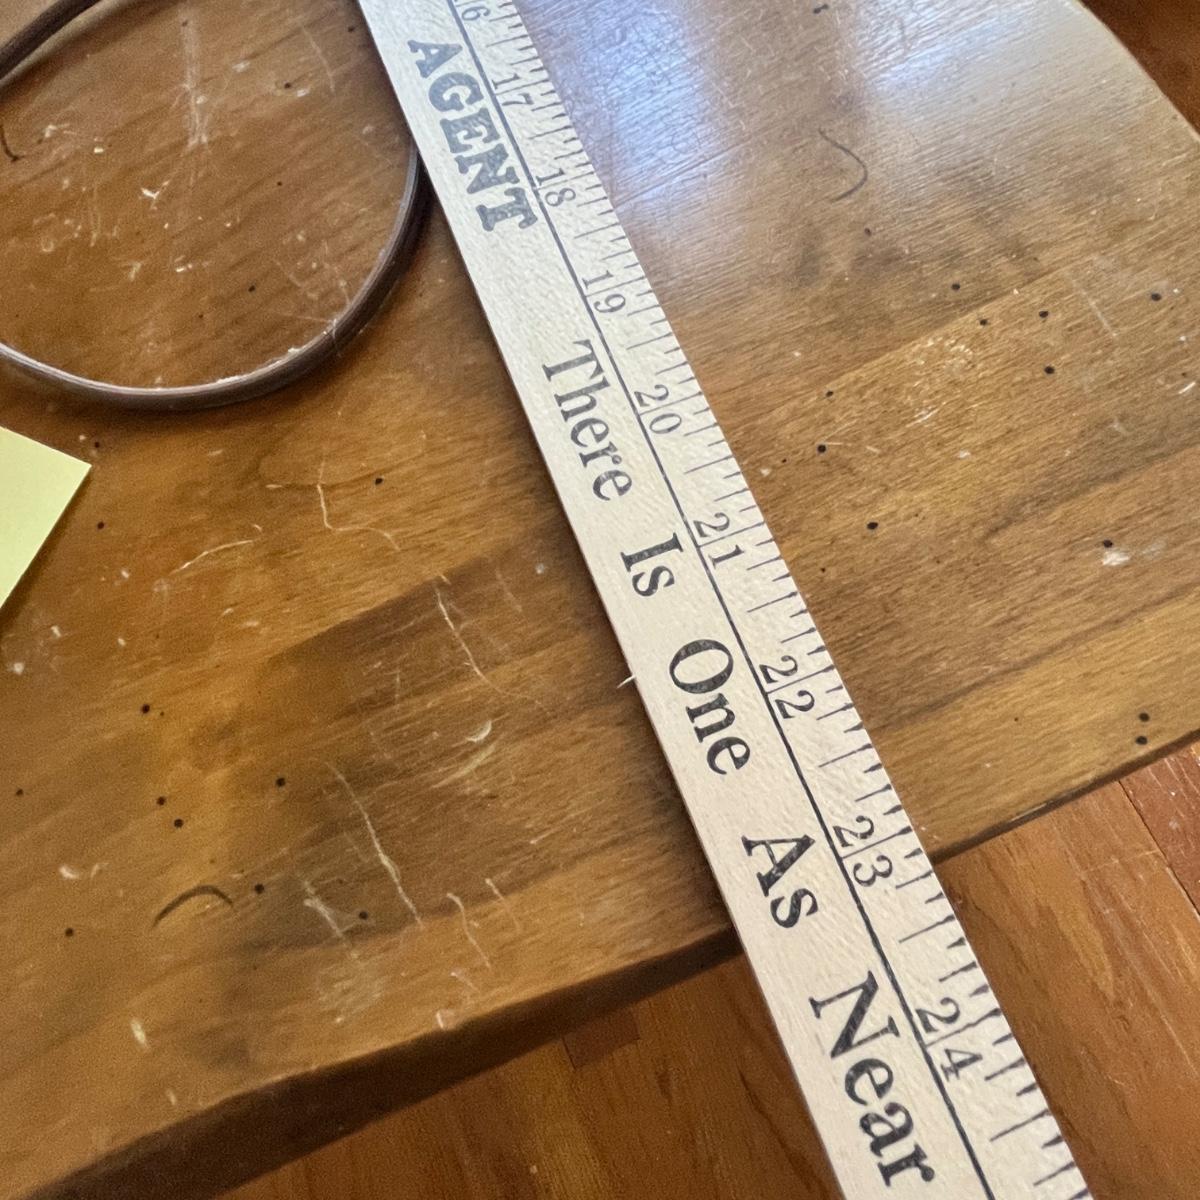 16 17 18 19 20 21 22 23 24
AGENT There Is One As Near